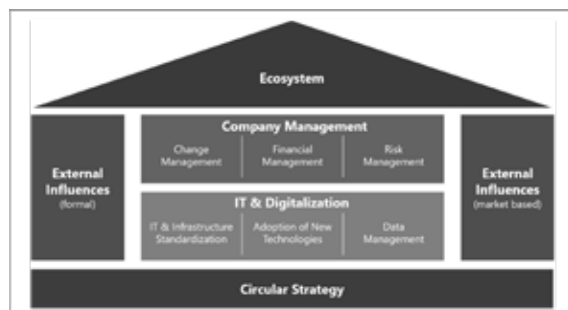 Ecosystem
External
Influences
(formal)
Company Management
Change
Management
Financial
Management
Risk
Management
IT & Digitalization
IT & Infrastructure
Standardization
Adoption of New
Technologies
Data
Management
External
Influences
(market based)
Circular Strategy